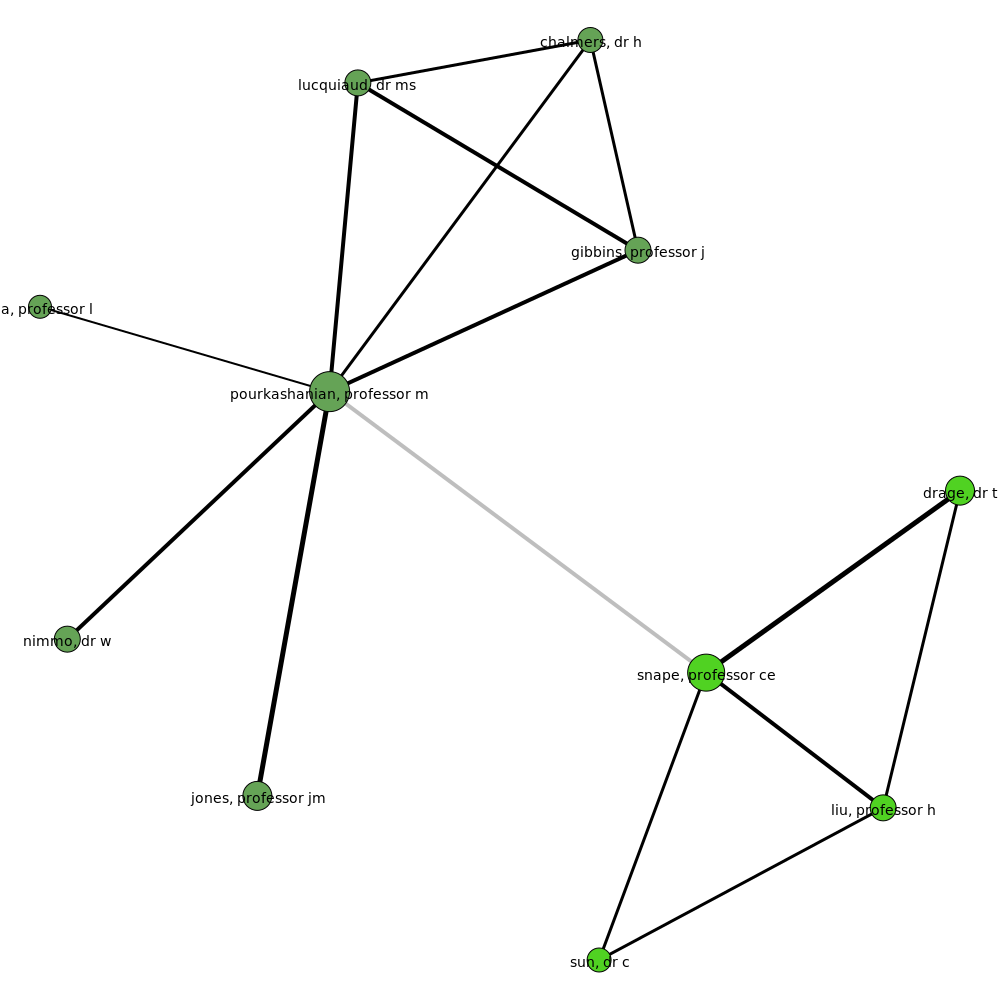 chalmers, dr h
lucquiaud, dr ms
gibbins, professor j
a, professor l
pourkashanian, professor m
drage, dr t
nimmo, dr w
snape, professor ce
jones, professor jm
liu, professor h
sun, dr c